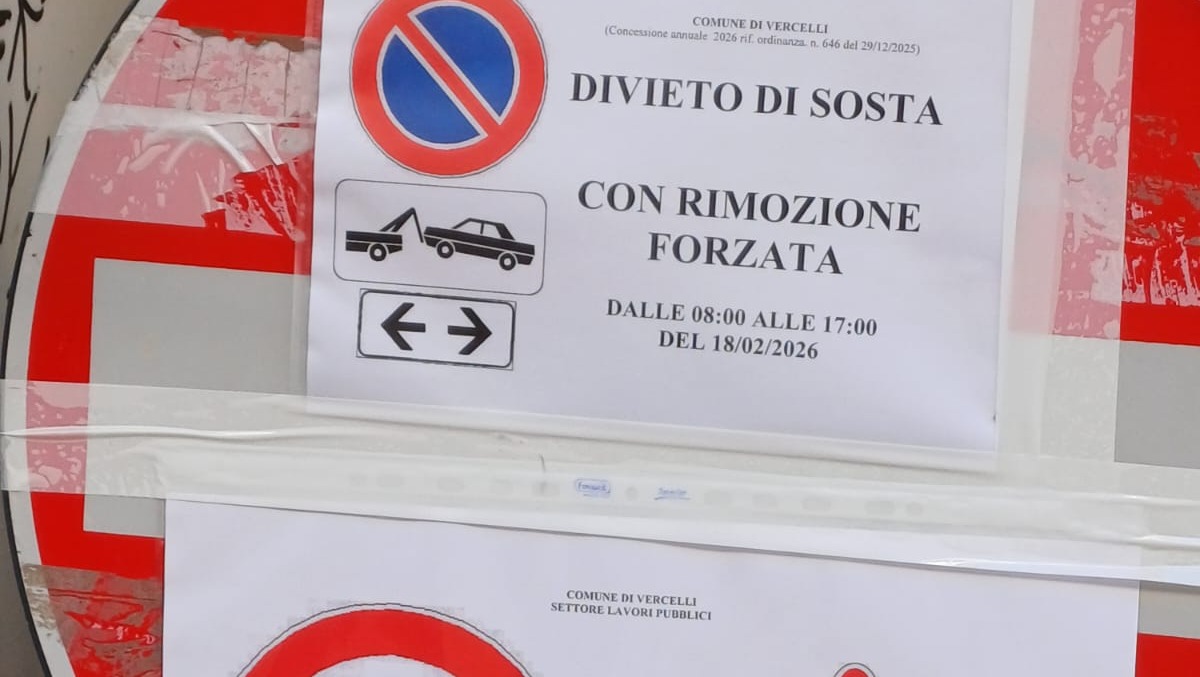 COMUNE DI VERCELLI
(Concessione annuale 2026 rif. ordinanza. n. 646 del 29/12/2025)
DIVIETO DI SOSTA
CON RIMOZIONE
FORZATA
DALLE 08:00 ALLE 17:00
DEL 18/02/2026
COMUNE DI VERCELLI
SETTORE LAVORI PUBBLICI